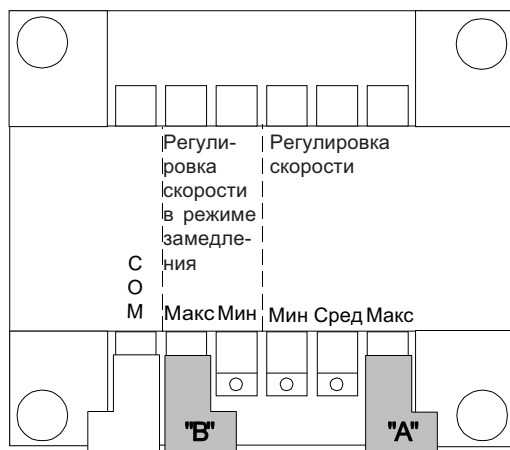 Регули-
ровка
скорости
в режиме
замедле-
ния
Регулировка
скорости
С
О
М
Макс Мин
Мин Сред Макс
"В"
"А"